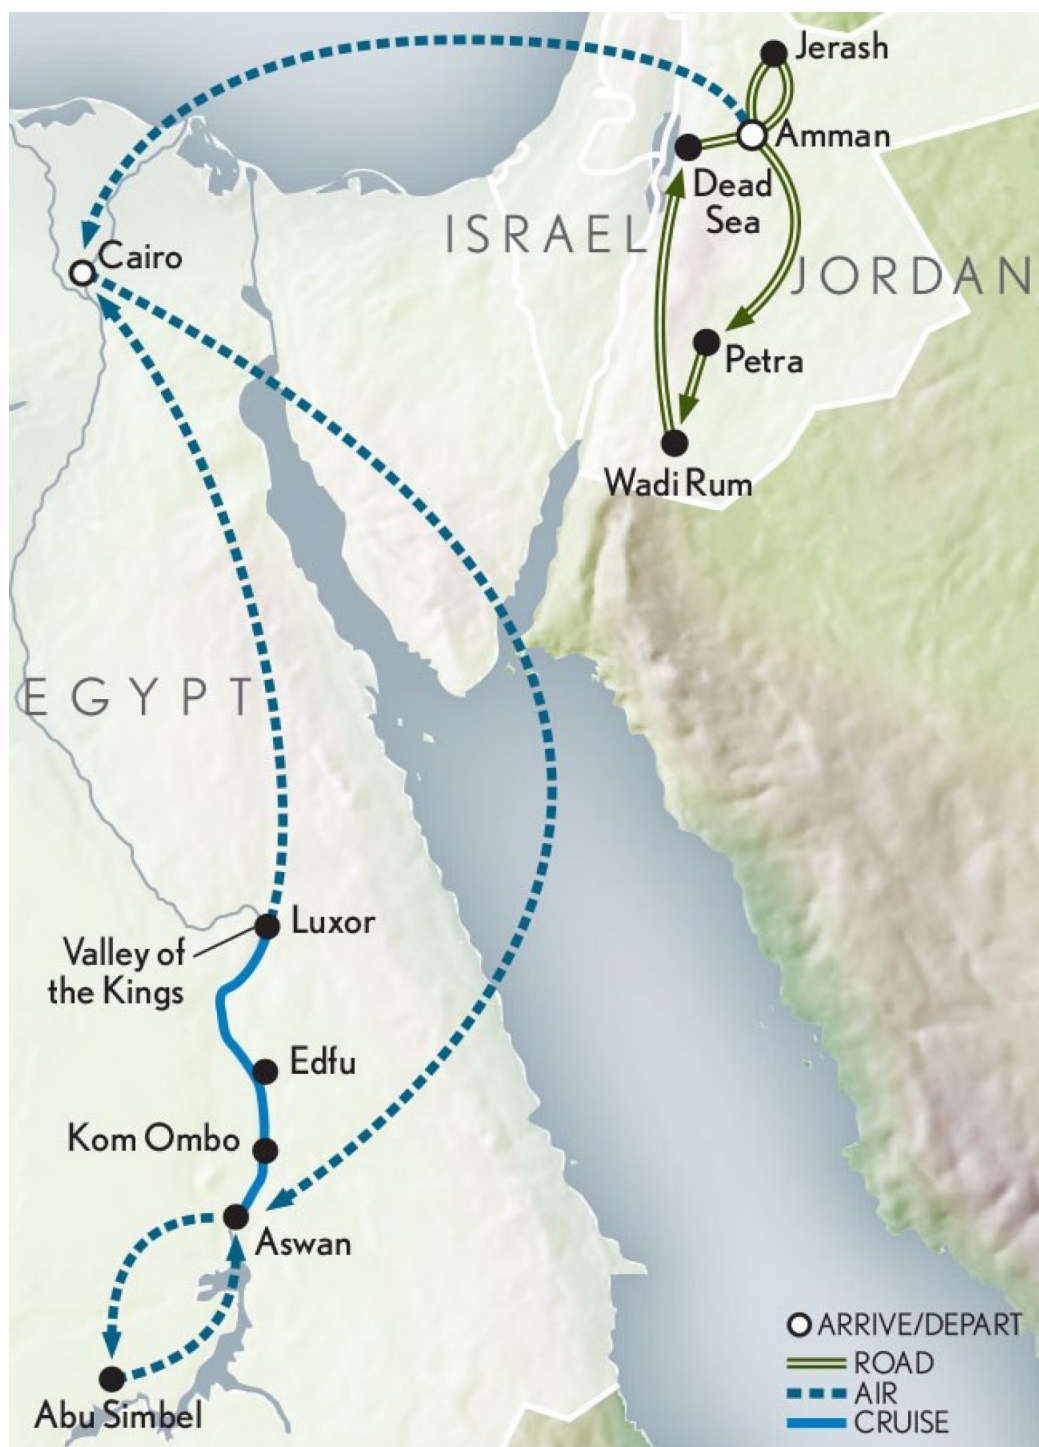 Jerash
Amman
Dead
Sea
ISRAEL
JORDAN
Cairo
Petra
Wadi Rum
EGYPT
Luxor
Valley of
the Kings
Edfu
Kom Ombo
Aswan
Abu Simbel
ARRIVE/DEPART
ROAD
AIR
CRUISE